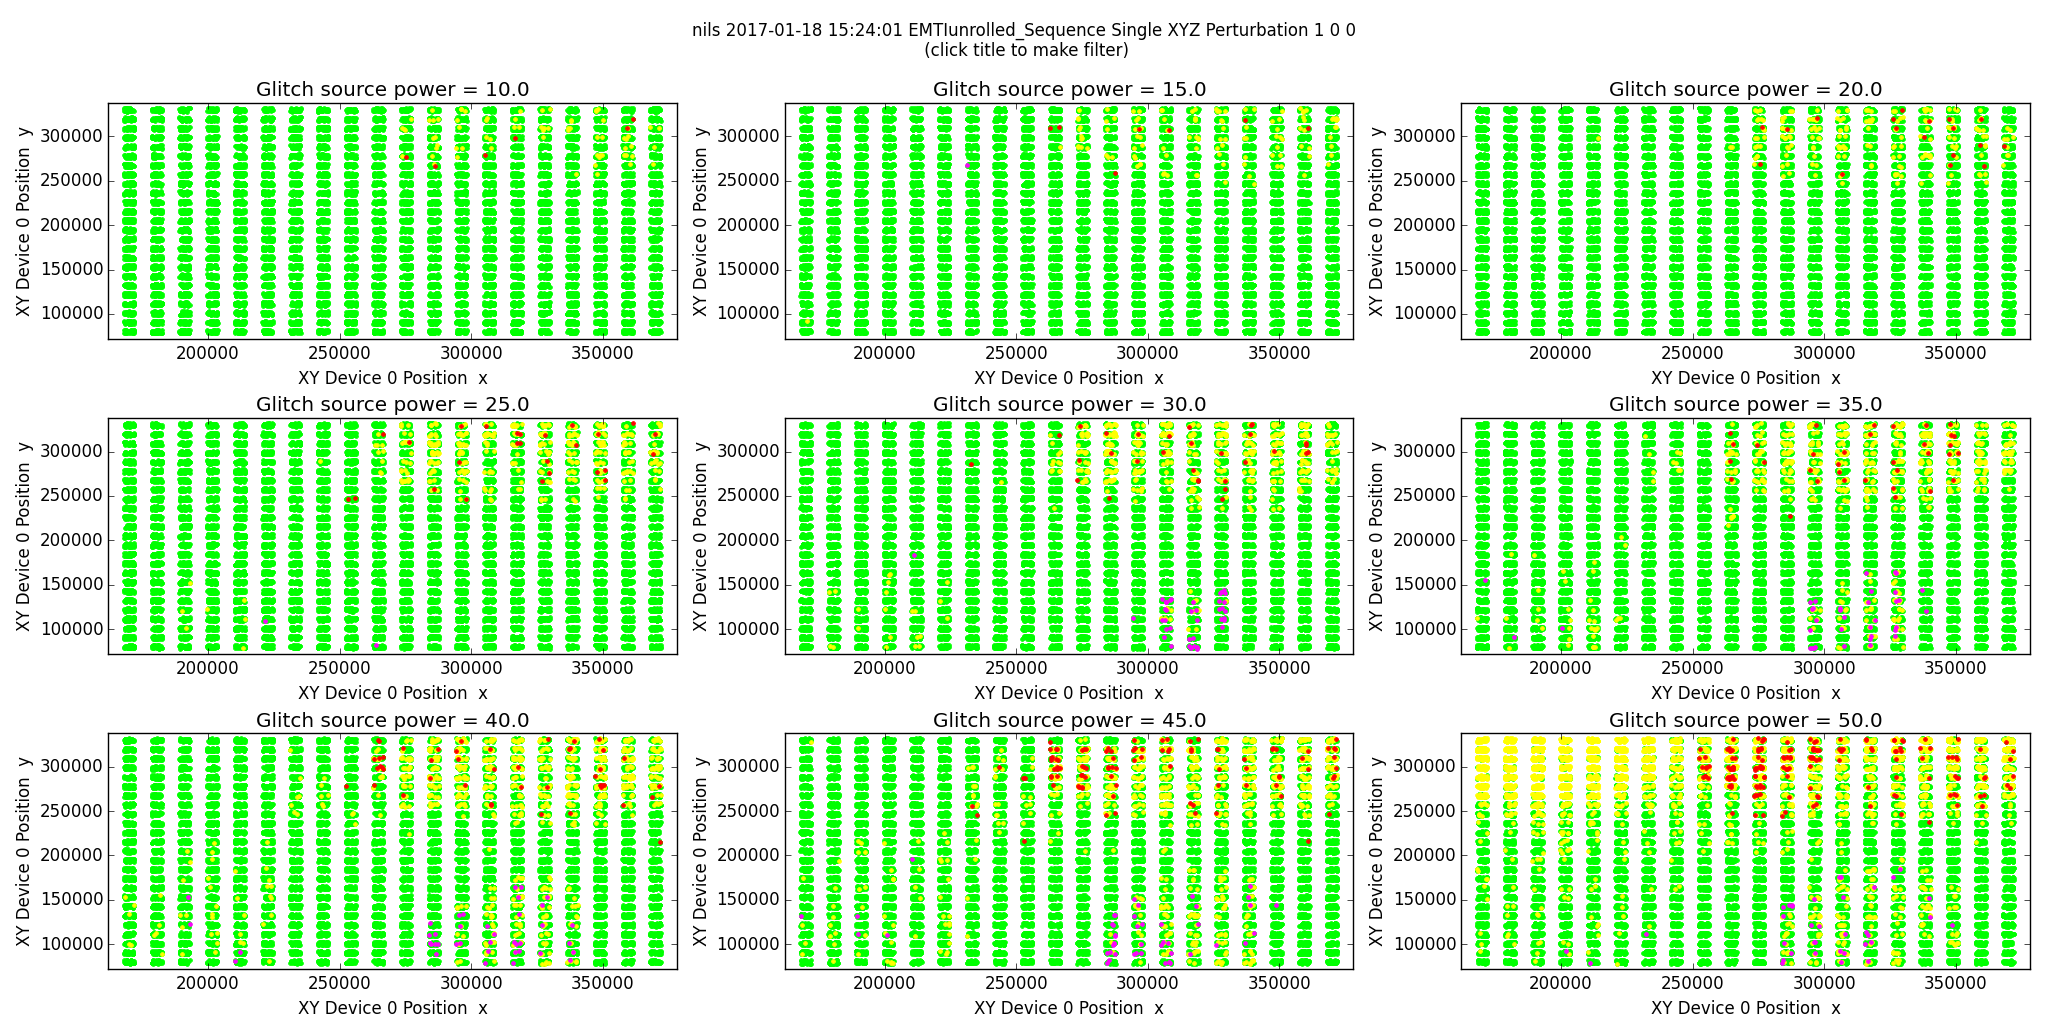 nils 2017-01-18 15:24:01 EMTIunrolled_Sequence Single XYZ Perturbation 1 0 0
(click title to make filter)
Glitch source power = 10.0
XY Device 0 Position  y
300000
250000
200000
150000
100000
200000 250000 300000 350000
XY Device 0 Position  x
Glitch source power = 15.0
XY Device 0 Position  y
300000
250000
200000
150000
100000
200000 250000 300000 350000
XY Device 0 Position  x
Glitch source power = 20.0
XY Device 0 Position  y
300000
250000
200000
150000
100000
200000 250000 300000 350000
XY Device 0 Position  x
Glitch source power = 25.0
XY Device 0 Position  y
300000
250000
200000
150000
100000
200000 250000 300000 350000
XY Device 0 Position  x
Glitch source power = 30.0
XY Device 0 Position  y
300000
250000
200000
150000
100000
200000 250000 300000 350000
XY Device 0 Position  x
Glitch source power = 35.0
XY Device 0 Position  y
300000
250000
200000
150000
100000
200000 250000 300000 350000
XY Device 0 Position  x
Glitch source power = 40.0
XY Device 0 Position  y
300000
250000
200000
150000
100000
200000 250000 300000 350000
XY Device 0 Position  x
Glitch source power = 45.0
XY Device 0 Position  y
300000
250000
200000
150000
100000
200000 250000 300000 350000
XY Device 0 Position  x
Glitch source power = 50.0
XY Device 0 Position  y
300000
250000
200000
150000
100000
200000 250000 300000 350000
XY Device 0 Position  x